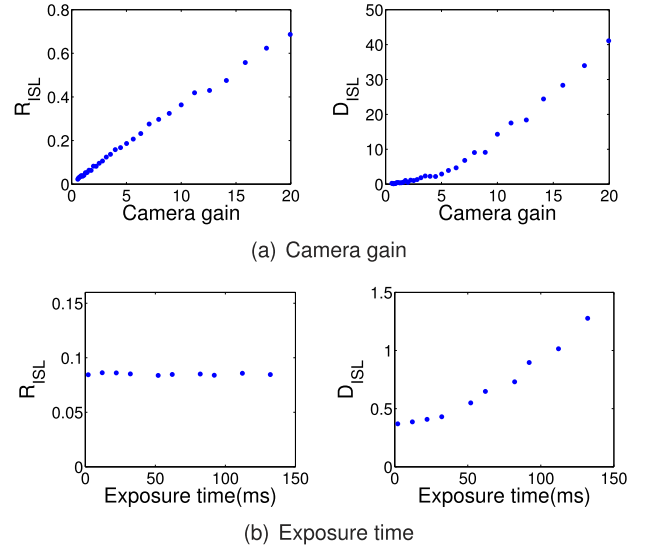 0.8
0.6
0.4
0.2
0
R_ISL
0 5 10 15 20
Camera gain
50
40
30
20
10
0
D_ISL
0 5 10 15 20
Camera gain
(a) Camera gain
0.15
0.1
0.05
0
R_ISL
0 50 100 150
Exposure time(ms)
1.5
1
0.5
0
D_ISL
0 50 100 150
Exposure time(ms)
(b) Exposure time